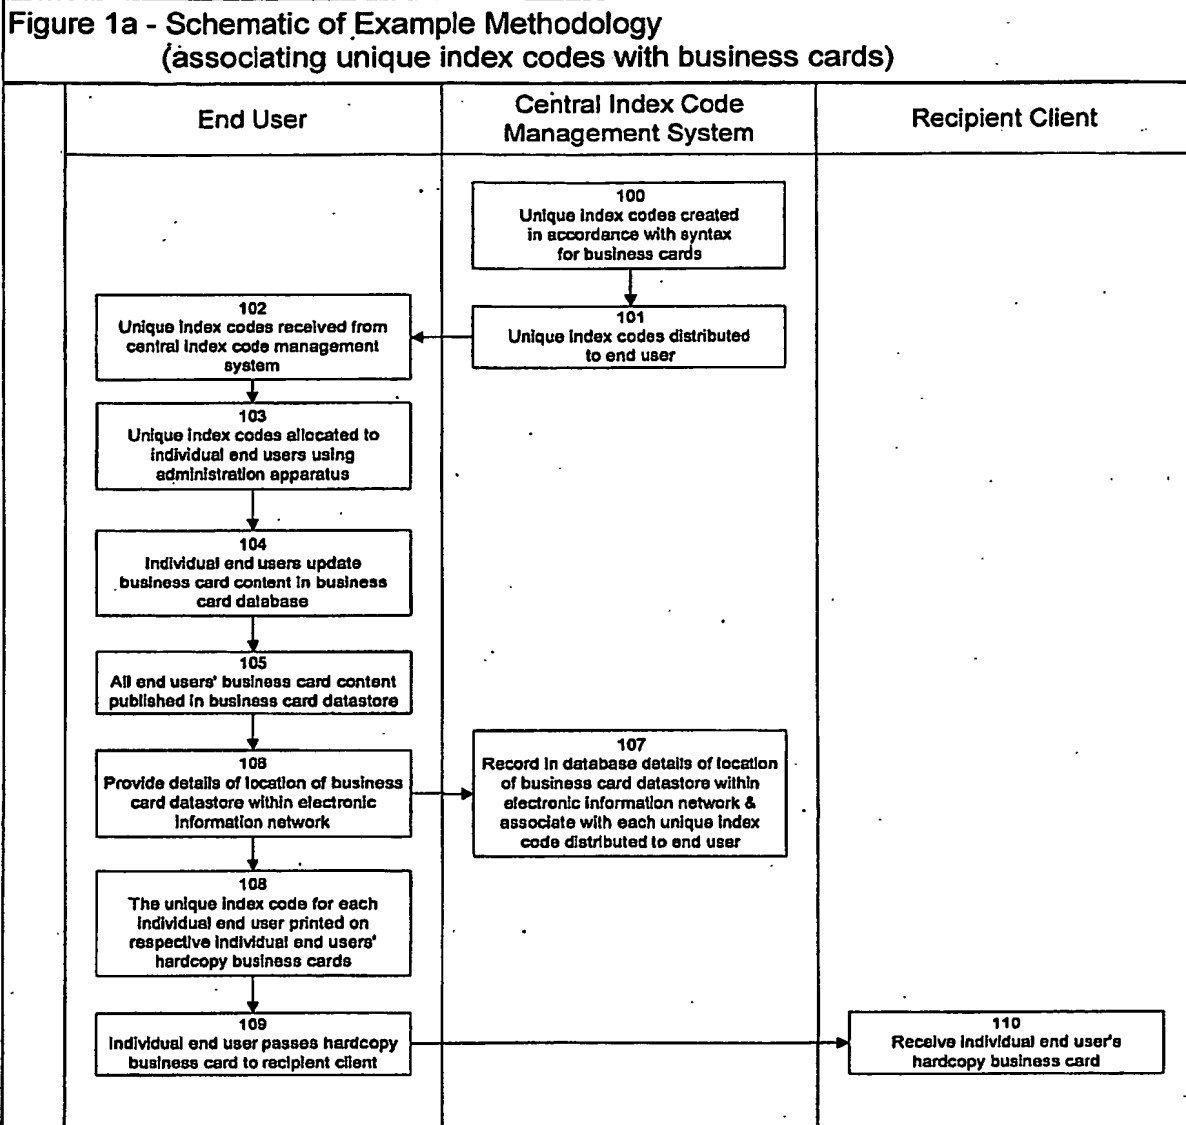 Figure 1a - Schematic of Example Methodology
(associating unique index codes with business cards)
End User
Central Index Code
Management System
Recipient Client
100
Unique index codes created
in accordance with syntax
for business cards
101
Unique index codes distributed
to end user
102
Unique index codes received from
central index code management
system
103
Unique index codes allocated to
individual end users using
administration apparatus
104
Individual end users update
business card content in business
card database
105
All end users' business card content
published in business card datastore
106
Provide details of location of business
card datastore within electronic
information network
107
Record in database details of location
of business card datastore within
electronic information network &
associate with each unique index
code distributed to end user
108
The unique index code for each
individual end user printed on
respective individual end users'
hardcopy business cards
109
Individual end user passes hardcopy
business card to recipient client
110
Receive individual end user's
hardcopy business card